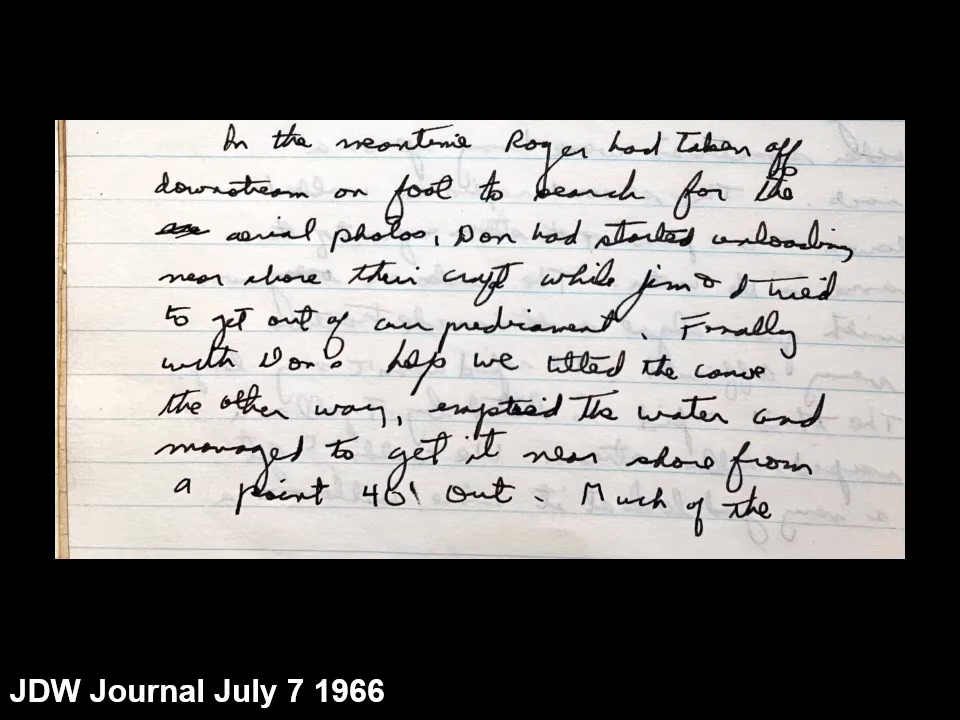 In the meantime Roger had taken off
downstream on foot to search for the
aerial photos, Don had started unloading
near shore their craft while Jim & I tried
to get out of our predicament. Finally
with Don's help we tilted the canoe
the other way, emptied the water and
managed to get it near shore from
a point 40' out. Much of the
JDW Journal July 7 1966